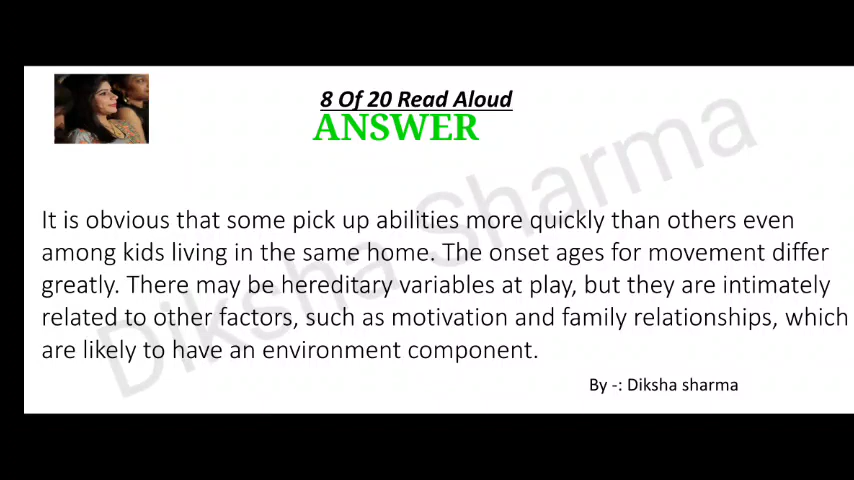 8 Of 20 Read Aloud
ANSWER
It is obvious that some pick up abilities more quickly than others even
among kids living in the same home. The onset ages for movement differ
greatly. There may be hereditary variables at play, but they are intimately
related to other factors, such as motivation and family relationships, which
are likely to have an environment component.
By -: Diksha sharma
Diksha Sharma